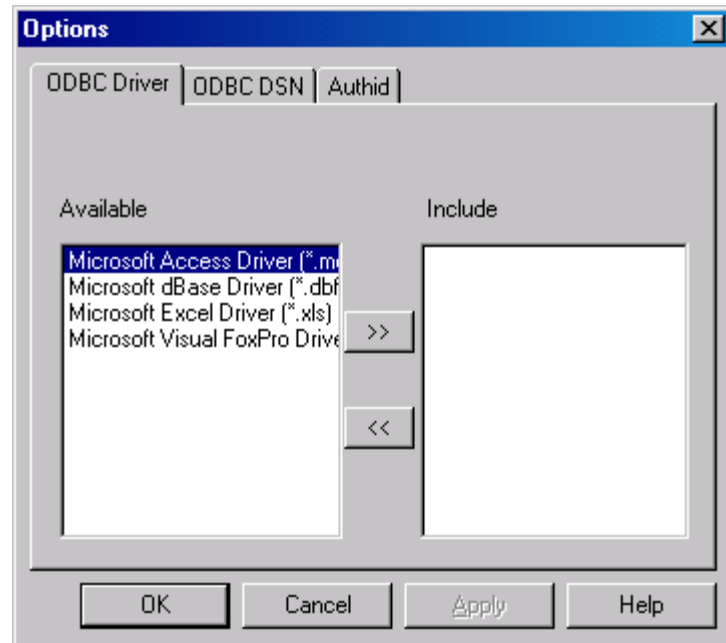 Options
ODBC Driver ODBC DSN Authid
Available Include
Microsoft Access Driver (*.m
Microsoft dBase Driver (*.dbf
Microsoft Excel Driver (*.xls)
Microsoft Visual FoxPro Drive
>>
<<
OK Cancel Apply Help